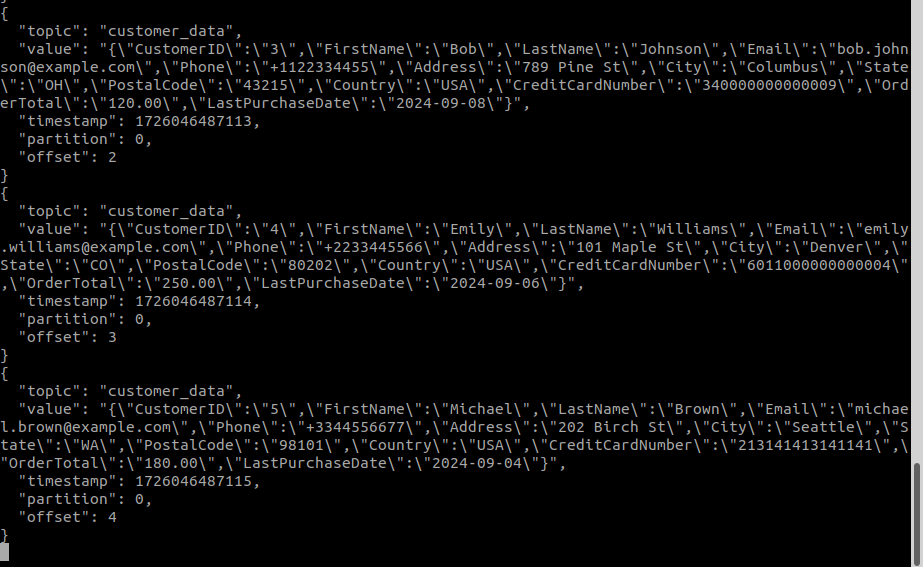 }
{
  "topic": "customer_data",
  "value": "{\"CustomerID\":\"3\",\"FirstName\":\"Bob\",\"LastName\":\"Johnson\",\"Email\":\"bob.john
son@example.com\",\"Phone\":\"+1122334455\",\"Address\":\"789 Pine St\",\"City\":\"Columbus\",\"State
\":\"OH\",\"PostalCode\":\"43215\",\"Country\":\"USA\",\"CreditCardNumber\":\"340000000000009\",\"Ord
erTotal\":\"120.00\",\"LastPurchaseDate\":\"2024-09-08\"}",
  "timestamp": 1726046487113,
  "partition": 0,
  "offset": 2
}
{
  "topic": "customer_data",
  "value": "{\"CustomerID\":\"4\",\"FirstName\":\"Emily\",\"LastName\":\"Williams\",\"Email\":\"emily
.williams@example.com\",\"Phone\":\"+2233445566\",\"Address\":\"101 Maple St\",\"City\":\"Denver\",\"
State\":\"CO\",\"PostalCode\":\"80202\",\"Country\":\"USA\",\"CreditCardNumber\":\"6011000000000004\"
,\"OrderTotal\":\"250.00\",\"LastPurchaseDate\":\"2024-09-06\"}",
  "timestamp": 1726046487114,
  "partition": 0,
  "offset": 3
}
{
  "topic": "customer_data",
  "value": "{\"CustomerID\":\"5\",\"FirstName\":\"Michael\",\"LastName\":\"Brown\",\"Email\":\"michae
l.brown@example.com\",\"Phone\":\"+3344556677\",\"Address\":\"202 Birch St\",\"City\":\"Seattle\",\"S
tate\":\"WA\",\"PostalCode\":\"98101\",\"Country\":\"USA\",\"CreditCardNumber\":\"213141413141141\",\
"OrderTotal\":\"180.00\",\"LastPurchaseDate\":\"2024-09-04\"}",
  "timestamp": 1726046487115,
  "partition": 0,
  "offset": 4
}